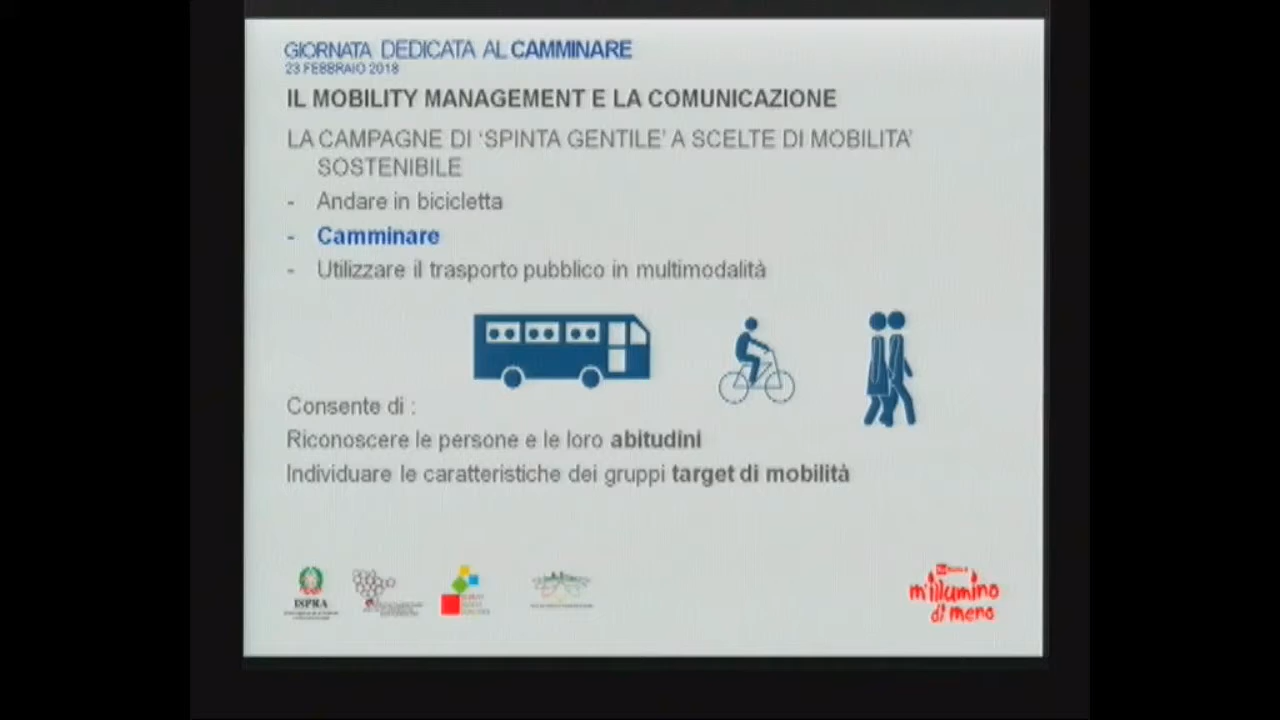 GIORNATA DEDICATA AL CAMMINARE
23 FEBBRAIO 2018
IL MOBILITY MANAGEMENT E LA COMUNICAZIONE
LA CAMPAGNE DI ‘SPINTA GENTILE’ A SCELTE DI MOBILITA’
SOSTENIBILE
- Andare in bicicletta
- Camminare
- Utilizzare il trasporto pubblico in multimodalità
Consente di :
Riconoscere le persone e le loro abitudini
Individuare le caratteristiche dei gruppi target di mobilità
ISPRA
m'illumino
di meno